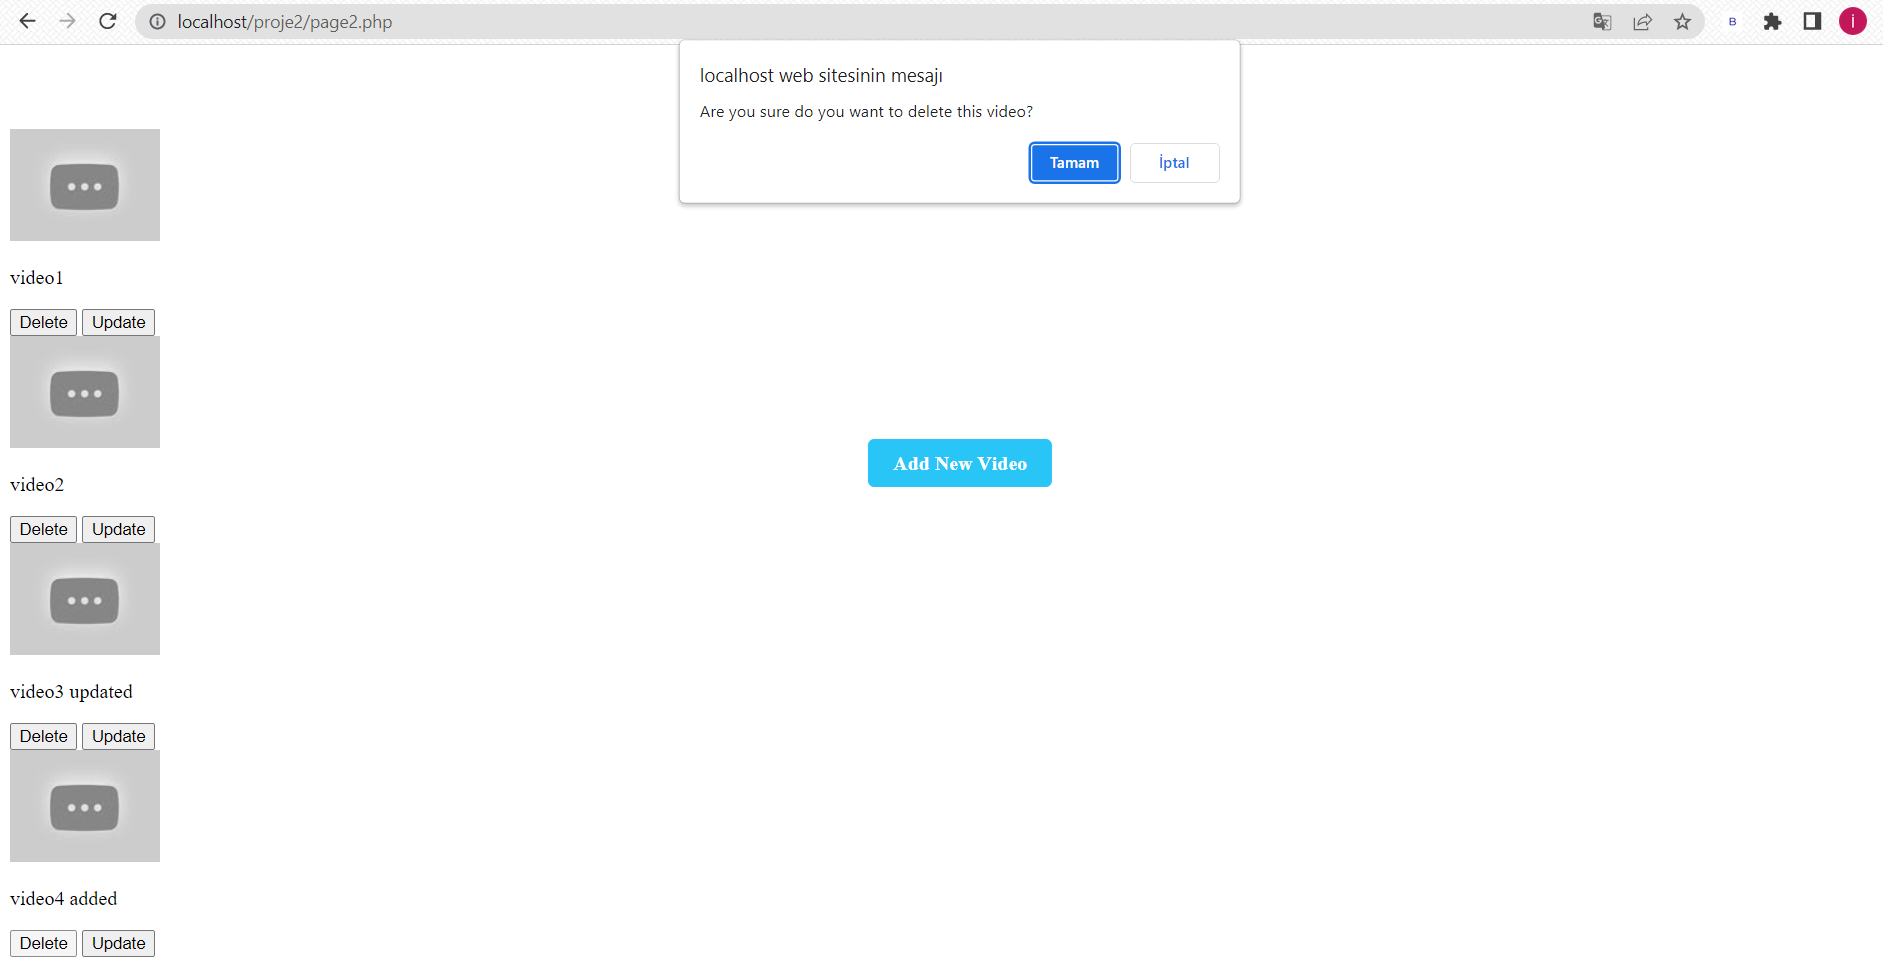 localhost/proje2/page2.php
B
i
localhost web sitesinin mesajı
Are you sure do you want to delete this video?
Tamam İptal
video1
Delete Update
video2
Delete Update
Add New Video
video3 updated
Delete Update
video4 added
Delete Update